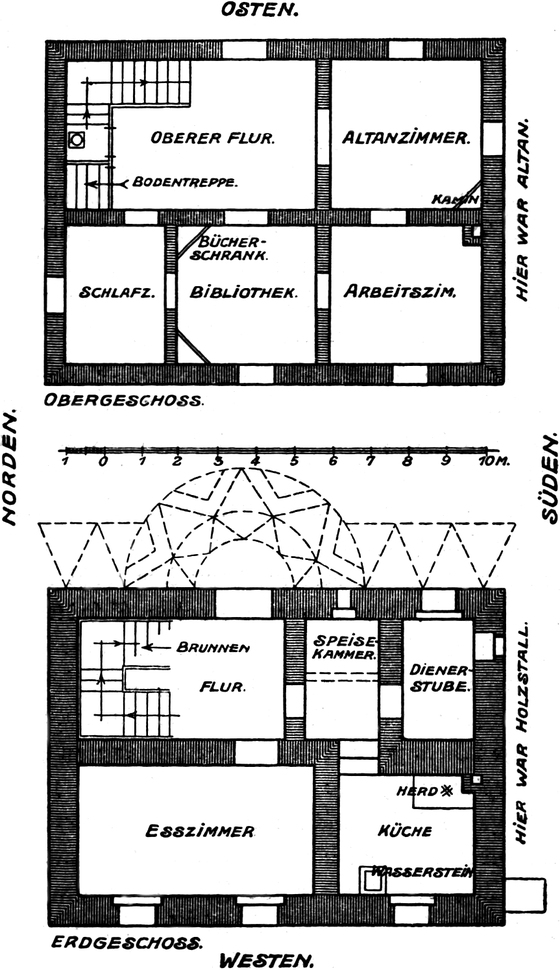 OSTEN.
OBERER FLUR.
ALTANZIMMER.
BODENTREPPE.
KAMIN
HIER WAR ALTAN.
BÜCHER-
SCHRANK.
SCHLAFZ.
BIBLIOTHEK.
ARBEITSZIM.
OBERGESCHOSS.
NORDEN.
SÜDEN.
1 0 1 2 3 4 5 6 7 8 9 10 M.
BRUNNEN
FLUR.
SPEISE-
KAMMER.
DIENER-
STUBE.
HIER WAR HOLZSTALL.
HERD
ESSZIMMER
KÜCHE
WASSERSTEIN
ERDGESCHOSS.
WESTEN.